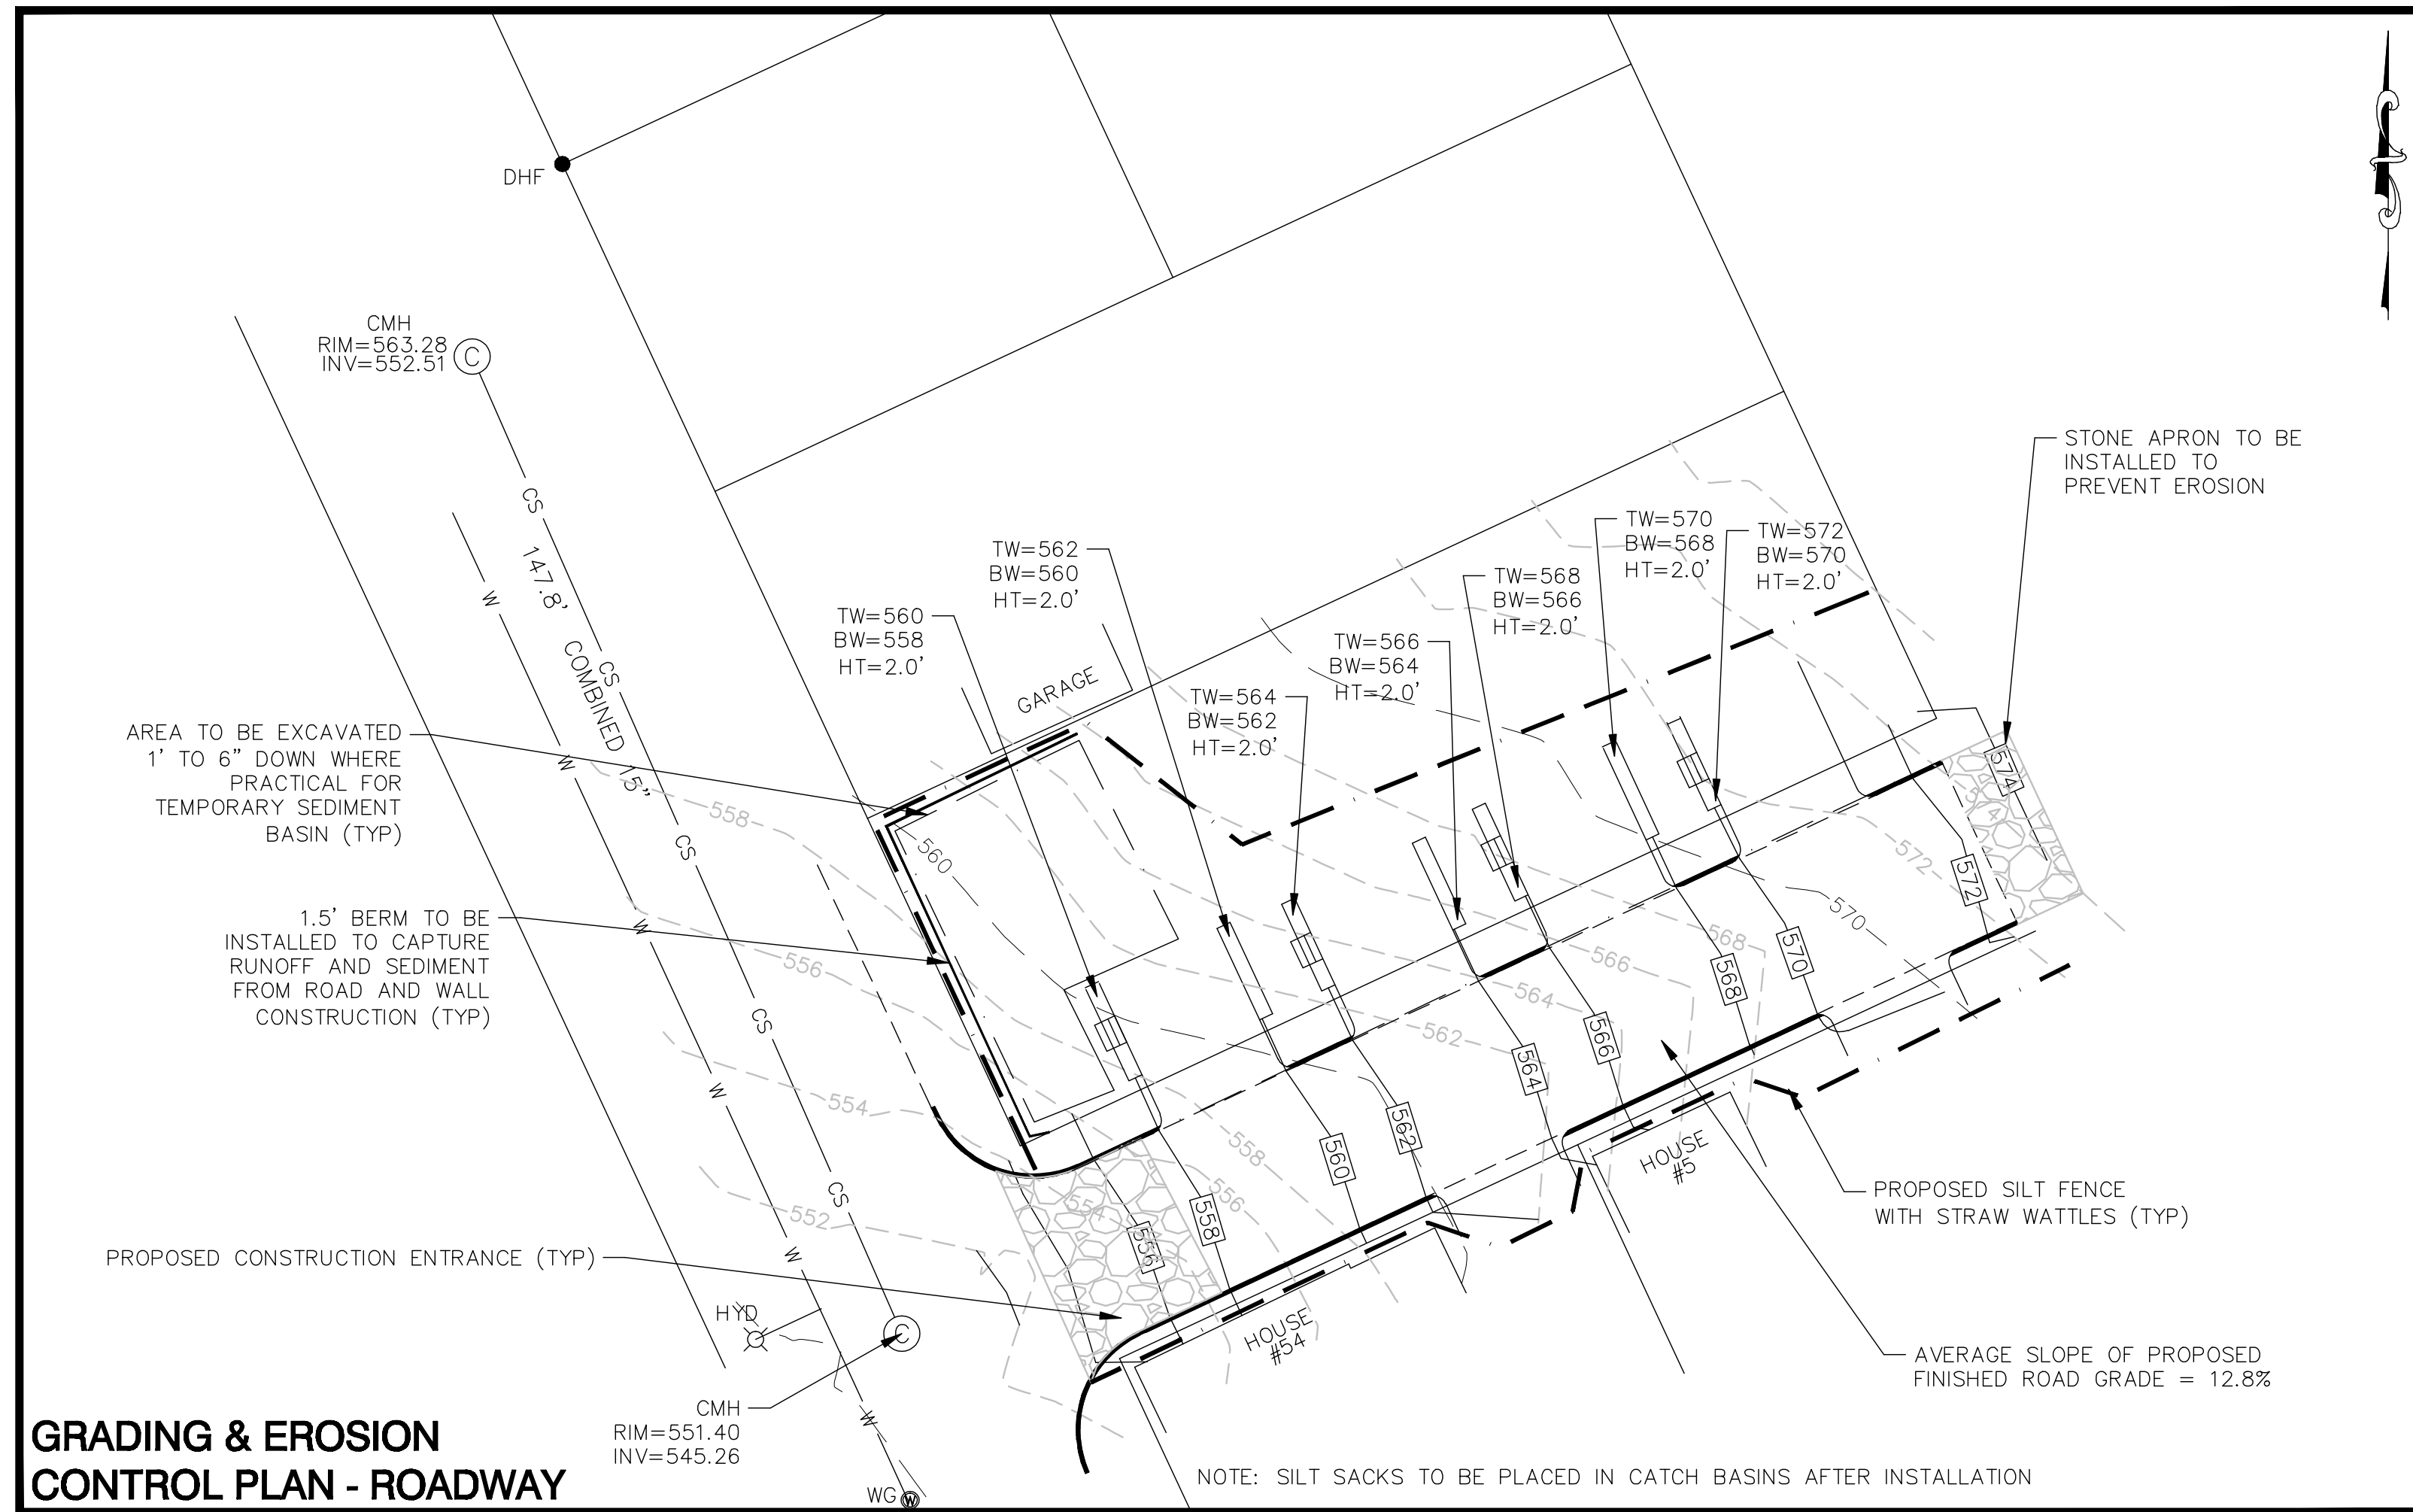 DHF
CMH
RIM=563.28
INV=552.51
C
CS
147.8'
CS
COMBINED
15"
CS
CS
CS
W
W
W
W
W
W
STONE APRON TO BE
INSTALLED TO
PREVENT EROSION
TW=570
BW=568
HT=2.0'
TW=572
BW=570
HT=2.0'
TW=562
BW=560
HT=2.0'
TW=568
BW=566
HT=2.0'
TW=560
BW=558
HT=2.0'
TW=566
BW=564
HT=2.0'
TW=564
BW=562
HT=2.0'
GARAGE
AREA TO BE EXCAVATED
1' TO 6" DOWN WHERE
PRACTICAL FOR
TEMPORARY SEDIMENT
BASIN (TYP)
1.5' BERM TO BE
INSTALLED TO CAPTURE
RUNOFF AND SEDIMENT
FROM ROAD AND WALL
CONSTRUCTION (TYP)
558
560
556
554
552
574
574
572
572
570
568
566
564
562
570
568
566
564
562
560
558
556
558
556
554
556
HOUSE
#5
HOUSE
#54
PROPOSED SILT FENCE
WITH STRAW WATTLES (TYP)
PROPOSED CONSTRUCTION ENTRANCE (TYP)
HYD
C
AVERAGE SLOPE OF PROPOSED
FINISHED ROAD GRADE = 12.8%
CMH
RIM=551.40
INV=545.26
GRADING & EROSION
CONTROL PLAN - ROADWAY
WG
W
NOTE: SILT SACKS TO BE PLACED IN CATCH BASINS AFTER INSTALLATION